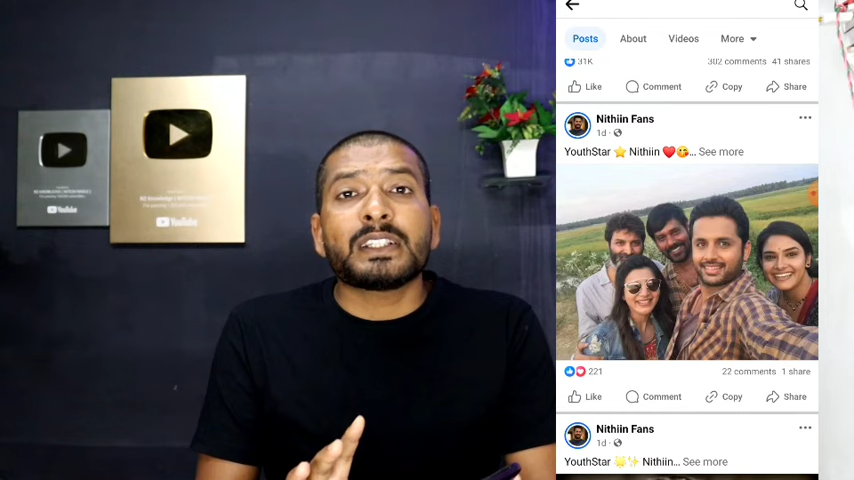 YouTube
YouTube
Posts About Videos More
31K 302 comments 41 shares
Like Comment Copy Share
Nithiin Fans
1d
YouthStar ⭐ Nithiin ❤️😘... See more
221 22 comments 1 share
Like Comment Copy Share
Nithiin Fans
1d
YouthStar 🌟✨ Nithiin... See more